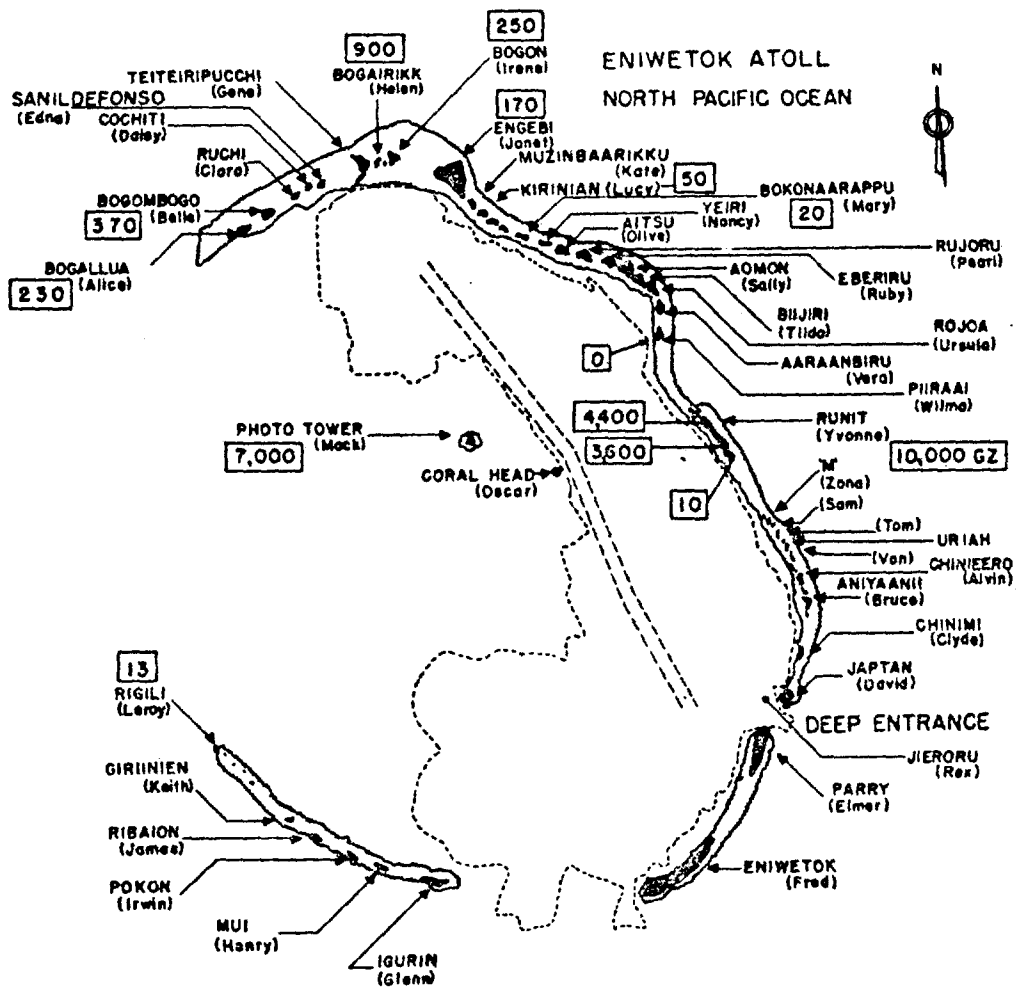 ENIWETOK ATOLL
NORTH PACIFIC OCEAN
N
250
BOGON
(Irene)
900
BOGAIRIKK
(Helen)
TEITEIRIPUCCHI
(Gene)
SANILDEFONSO
(Edna)
COCHITI
(Daisy)
RUCHI
(Clara)
BOGOMBOGO
(Belle)
370
BOGALLUA
(Alice)
230
170
ENGEBI
(Janet)
MUZINBAARIKKU
(Kate)
KIRINIAN (Lucy)
50
BOKONAARAPPU
(Mary)
20
YEIRI
(Nancy)
AITSU
(Olive)
RUJORU
(Pearl)
EBERIRU
(Ruby)
AOMON
(Sally)
BIIJIRI
(Tilda)
ROJOA
(Ursula)
AARAANBIRU
(Vera)
PIIRAAI
(Wilma)
0
4,400
3,600
10
RUNIT
(Yvonne)
10,000 GZ
PHOTO TOWER
(Mack)
7,000
CORAL HEAD
(Oscar)
"M"
(Zona)
(Sam)
(Tom)
URIAH
(Van)
CHINIEERO
(Alvin)
ANIYAANII
(Bruce)
CHINIMI
(Clyde)
JAPTAN
(David)
DEEP ENTRANCE
JIERORU
(Rex)
PARRY
(Elmer)
ENIWETOK
(Fred)
13
RIGILI
(Leroy)
GIRIINIEN
(Keith)
RIBAION
(James)
POKON
(Irwin)
MUI
(Henry)
IGURIN
(Glenn)